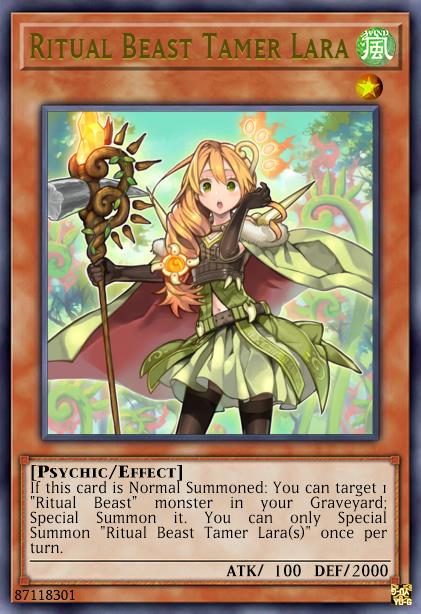 Ritual Beast Tamer Lara
WIND
風
[Psychic/Effect]
If this card is Normal Summoned: You can target 1
"Ritual Beast" monster in your Graveyard;
Special Summon it. You can only Special
Summon "Ritual Beast Tamer Lara(s)" once per
turn.
ATK/ 100 DEF/2000
87118301